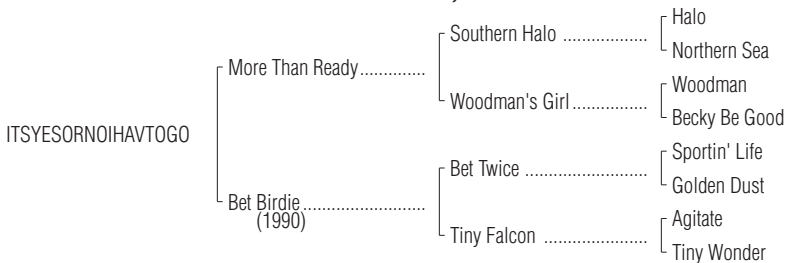 Halo
Southern Halo ..................
Northern Sea
More Than Ready..............
Woodman
Woodman's Girl................
Becky Be Good
ITSYESORNOIHAVTOGO
Sportin' Life
Bet Twice ..........................
Golden Dust
Bet Birdie..........................
(1990)
Agitate
Tiny Falcon ......................
Tiny Wonder